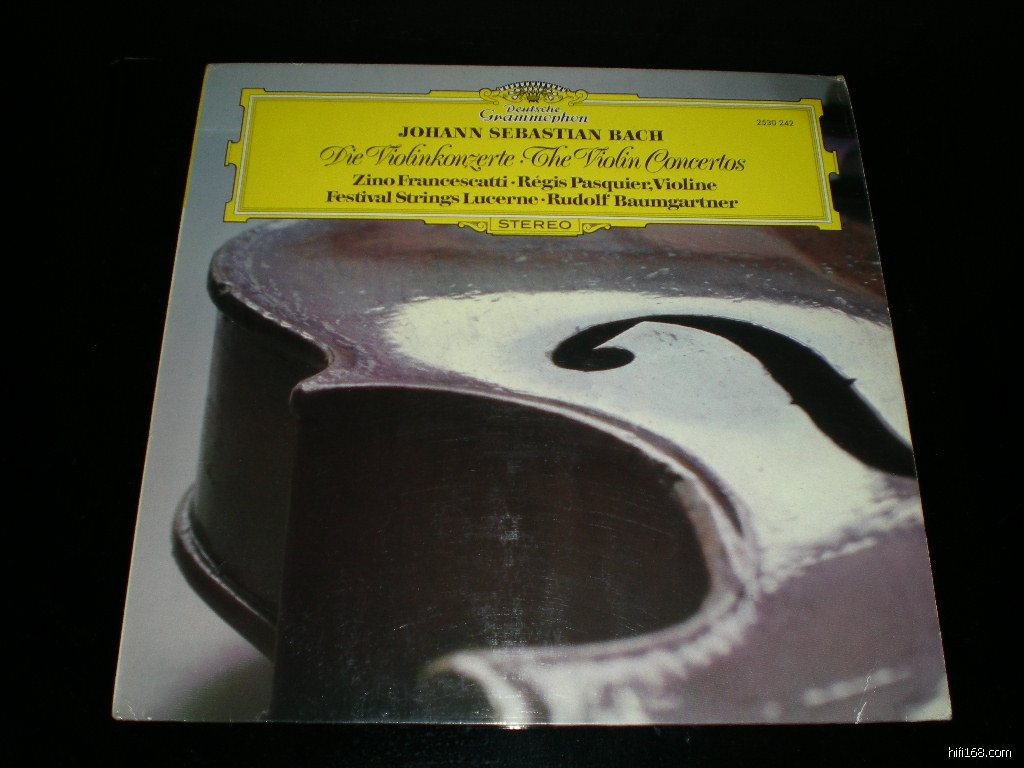 Deutsche
Grammophon
JOHANN SEBASTIAN BACH
2530 242
Die Violinkonzerte · The Violin Concertos
Zino Francescatti · Régis Pasquier, Violine
Festival Strings Lucerne · Rudolf Baumgartner
STEREO
hifi168.com